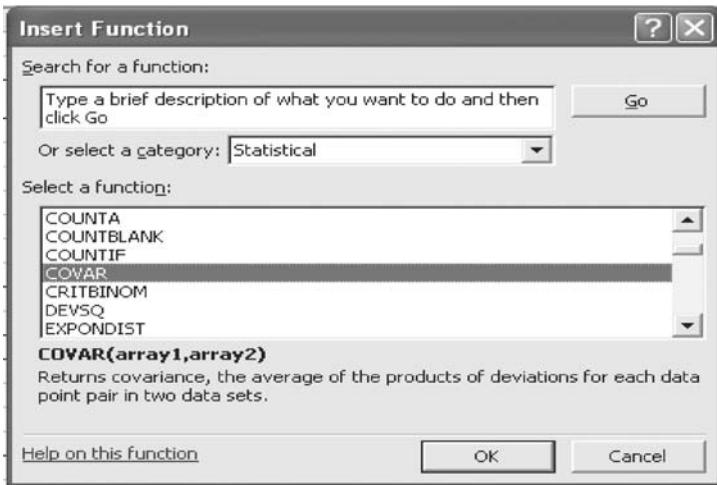 Insert Function
Search for a function:
Type a brief description of what you want to do and then
click Go
Go
Or select a category: Statistical
Select a function:
COUNTA
COUNTBLANK
COUNTIF
COVAR
CRITBINOM
DEVSQ
EXPONDIST
COVAR(array1,array2)
Returns covariance, the average of the products of deviations for each data
point pair in two data sets.
Help on this function
OK
Cancel